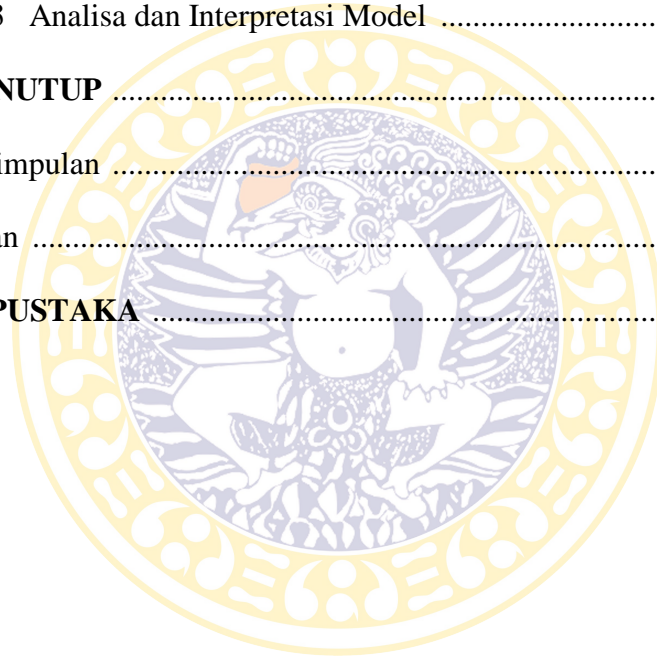 3 Analisa dan Interpretasi Model ..............................
NUTUP ...............................................................................
impulan ...............................................................................
an .........................................................................................
PUSTAKA .........................................................................